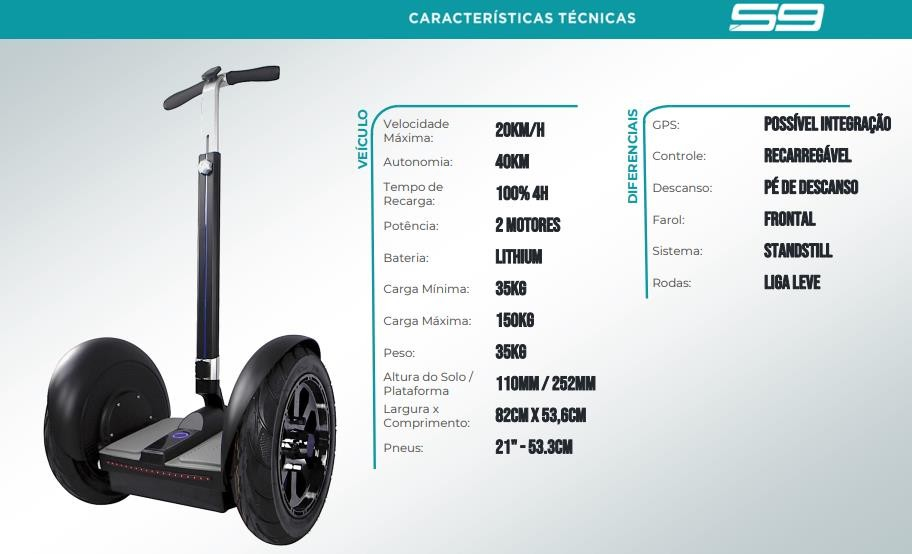 CARACTERÍSTICAS TÉCNICAS
S9
VEÍCULO
Velocidade
Máxima:
20KM/H
Autonomia:
40KM
Tempo de
Recarga:
100% 4H
Potência:
2 MOTORES
Bateria:
LITHIUM
Carga Mínima:
35KG
Carga Máxima:
150KG
Peso:
35KG
Altura do Solo /
Plataforma
110MM / 252MM
Largura x
Comprimento:
82CM X 53,6CM
Pneus:
21" - 53.3CM
DIFERENCIAIS
GPS:
POSSÍVEL INTEGRAÇÃO
Controle:
RECARREGÁVEL
Descanso:
PÉ DE DESCANSO
Farol:
FRONTAL
Sistema:
STANDSTILL
Rodas:
LIGA LEVE